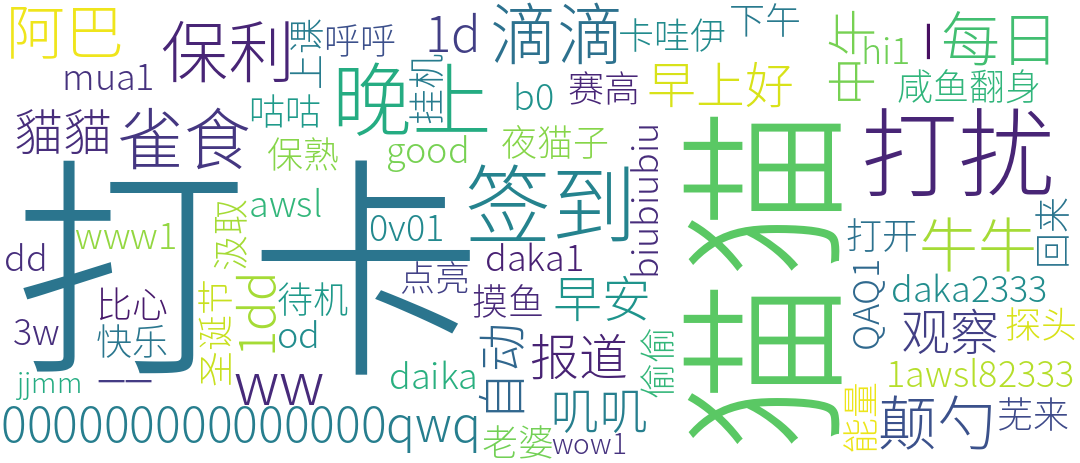 阿巴
保利
上课
呼呼
1d
滴滴
卡哇伊
下午
中午
hi1
一
每日
mua1
晚上
挂机
b0
赛高
早上好
咸鱼翻身
貓貓
雀食
咕咕
保熟
good
夜猫子
biubiubiu
猫猫
打扰
打卡
签到
汲取
awsl
0v01
www1
dd
点亮
daka1
打开
牛牛
回来
QAQ1
daka2333
比心
圣诞节
1dd
待机
摸鱼
早安
3w
快乐
od
自动
报道
偷偷
观察
探头
一一
jjmm
ww
daika
叽叽
1awsl82333
000000000000000qwq
老婆
wow1
能量
颠勺
芜来